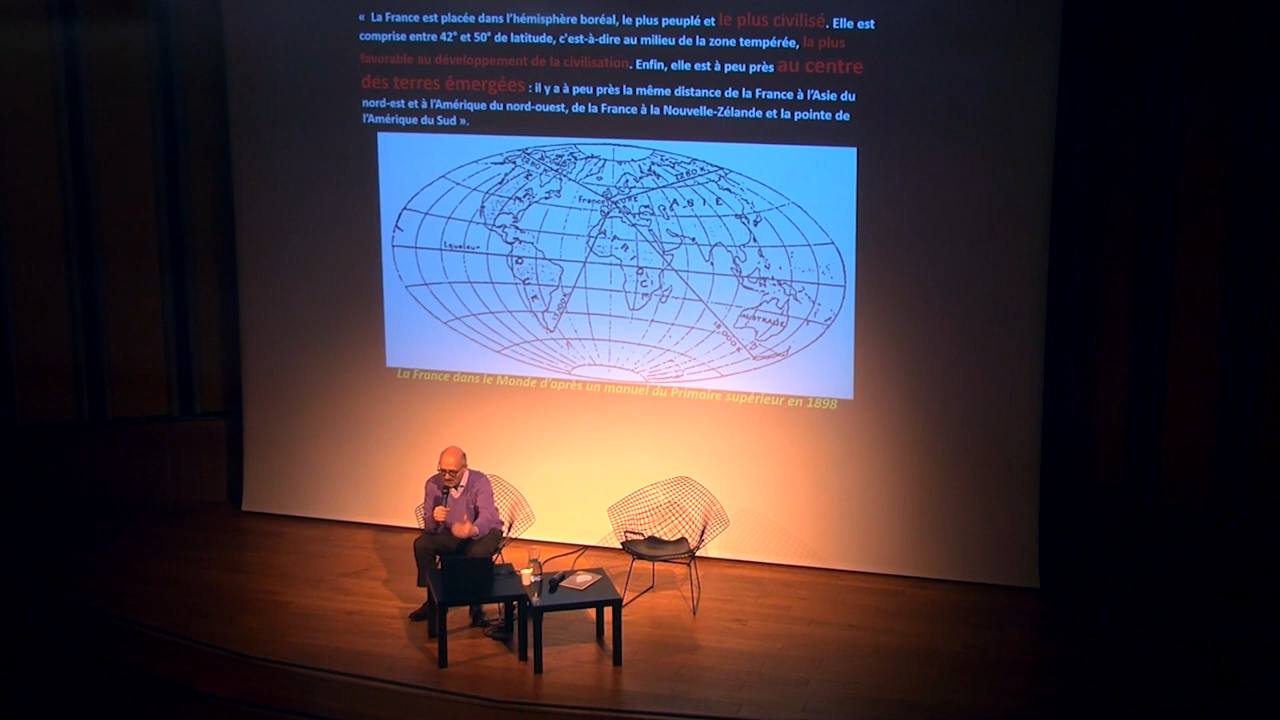 « La France est placée dans l'hémisphère boréal, le plus peuplé et le plus civilisé. Elle est
comprise entre 42° et 50° de latitude, c'est-à-dire au milieu de la zone tempérée, la plus
favorable au développement de la civilisation. Enfin, elle est à peu près au centre
des terres émergées : il y a à peu près la même distance de la France à l'Asie du
nord-est et à l'Amérique du nord-ouest, de la France à la Nouvelle-Zélande et la pointe de
l'Amérique du Sud ».
France
ASIE
Equateur
AUSTRALIE
La France dans le Monde d'après un manuel du Primaire supérieur en 1898